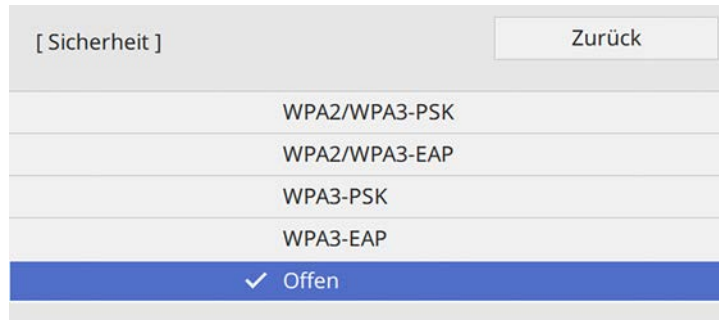 [ Sicherheit ]
Zurück
WPA2/WPA3-PSK
WPA2/WPA3-EAP
WPA3-PSK
WPA3-EAP
✓ Offen